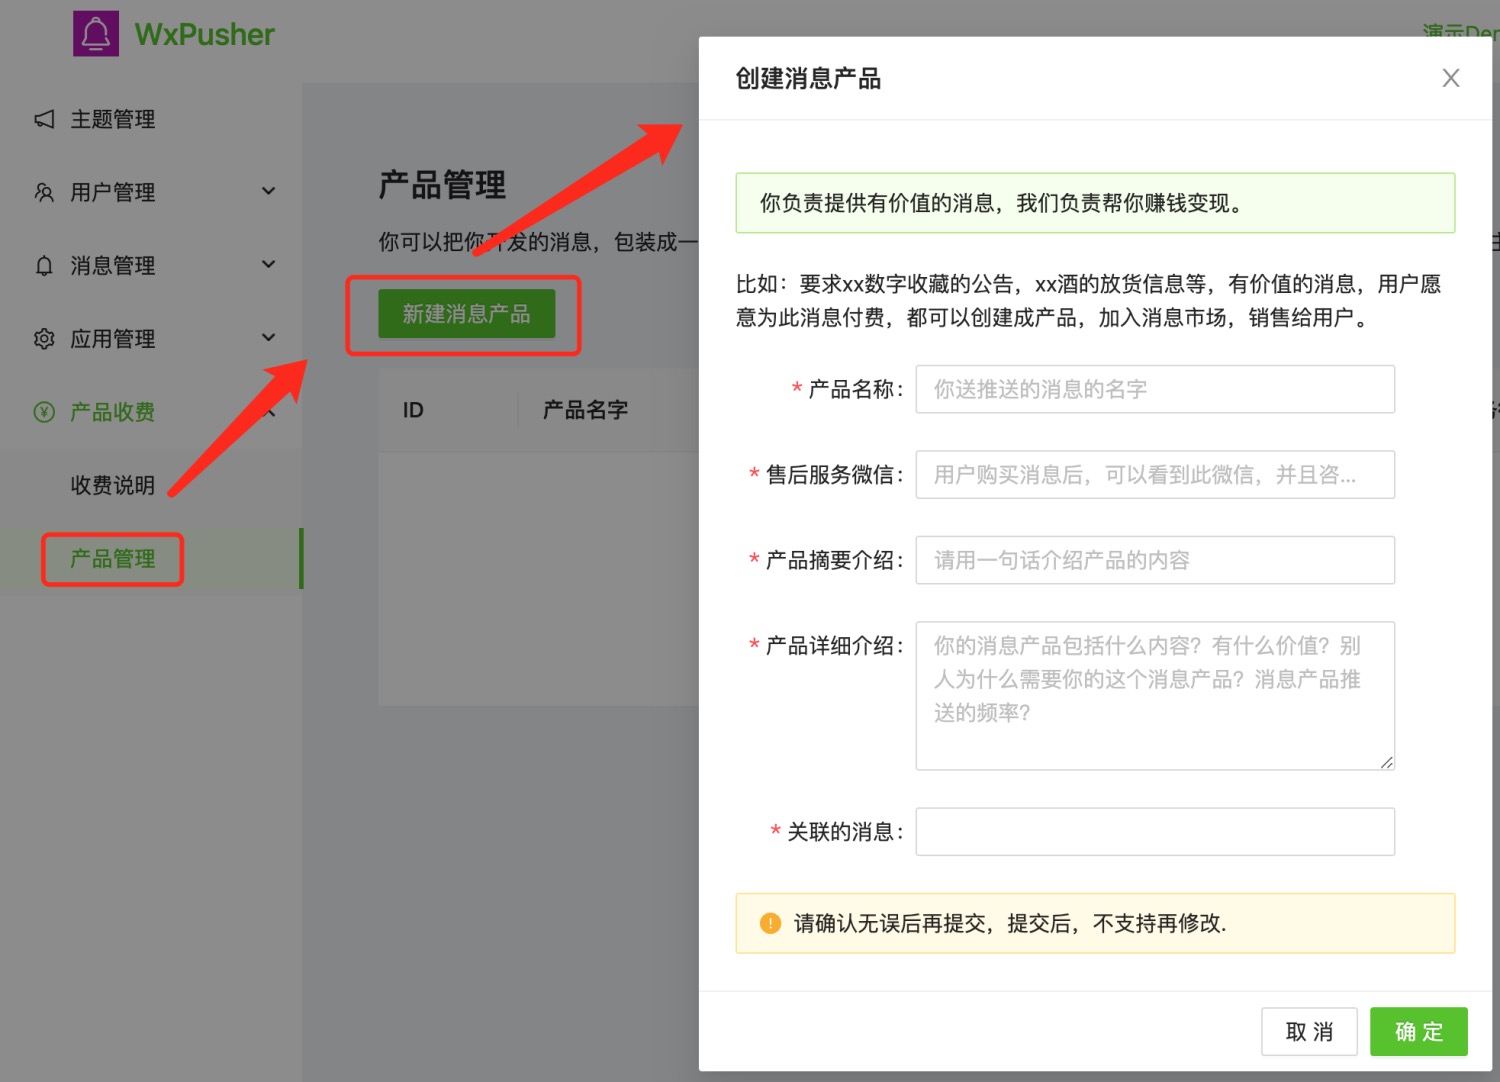 WxPusher
演示De
主题管理
用户管理
消息管理
应用管理
产品收费
收费说明
产品管理
产品管理
你可以把你开发的消息，包装成一
新建消息产品
ID
产品名字
创建消息产品
你负责提供有价值的消息，我们负责帮你赚钱变现。
比如：要求xx数字收藏的公告，xx酒的放货信息等，有价值的消息，用户愿
意为此消息付费，都可以创建成产品，加入消息市场，销售给用户。
* 产品名称：
你送推送的消息的名字
* 售后服务微信：
用户购买消息后，可以看到此微信，并且咨...
* 产品摘要介绍：
请用一句话介绍产品的内容
* 产品详细介绍：
你的消息产品包括什么内容？有什么价值？别
人为什么需要你的这个消息产品？消息产品推
送的频率？
* 关联的消息：
请确认无误后再提交，提交后，不支持再修改.
取 消
确 定